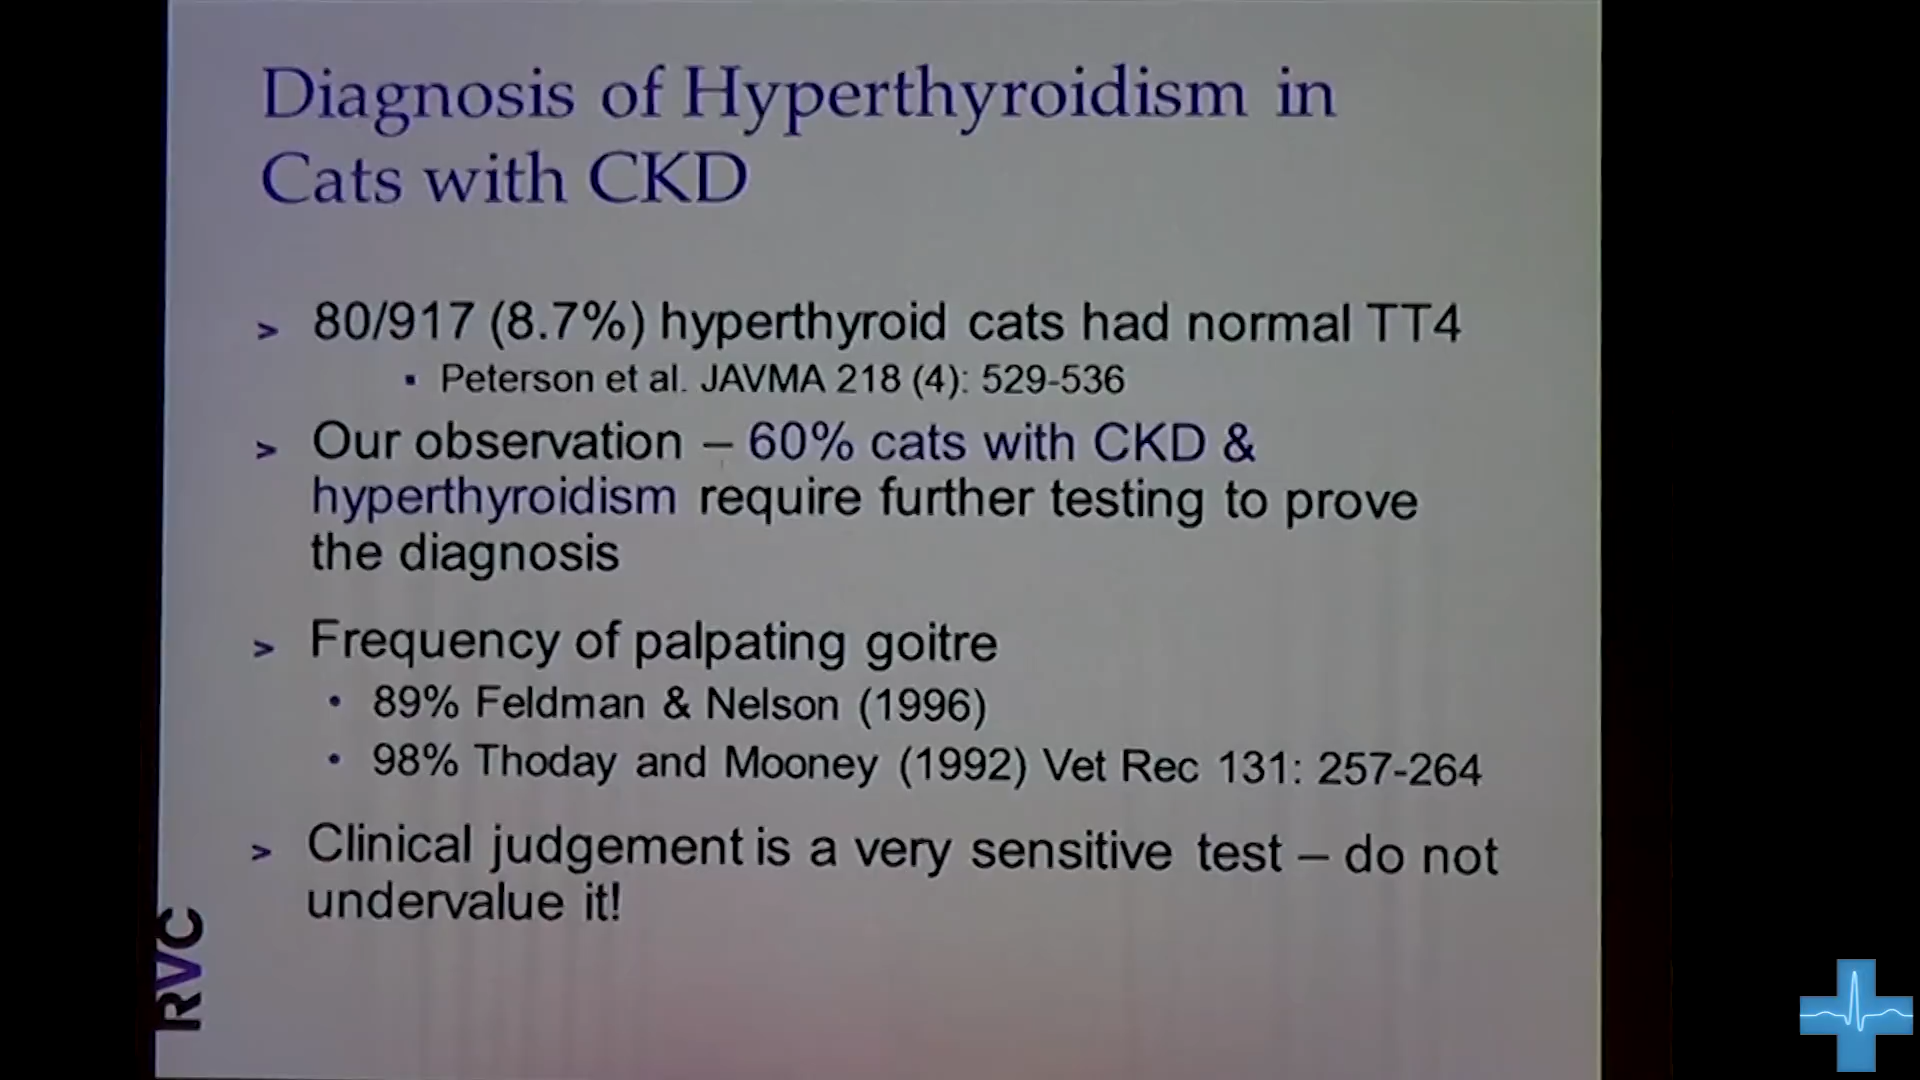 Diagnosis of Hyperthyroidism in
Cats with CKD
> 80/917 (8.7%) hyperthyroid cats had normal TT4
▪ Peterson et al. JAVMA 218 (4): 529-536
> Our observation – 60% cats with CKD &
hyperthyroidism require further testing to prove
the diagnosis
> Frequency of palpating goitre
• 89% Feldman & Nelson (1996)
• 98% Thoday and Mooney (1992) Vet Rec 131: 257-264
> Clinical judgement is a very sensitive test – do not
undervalue it!
RVC